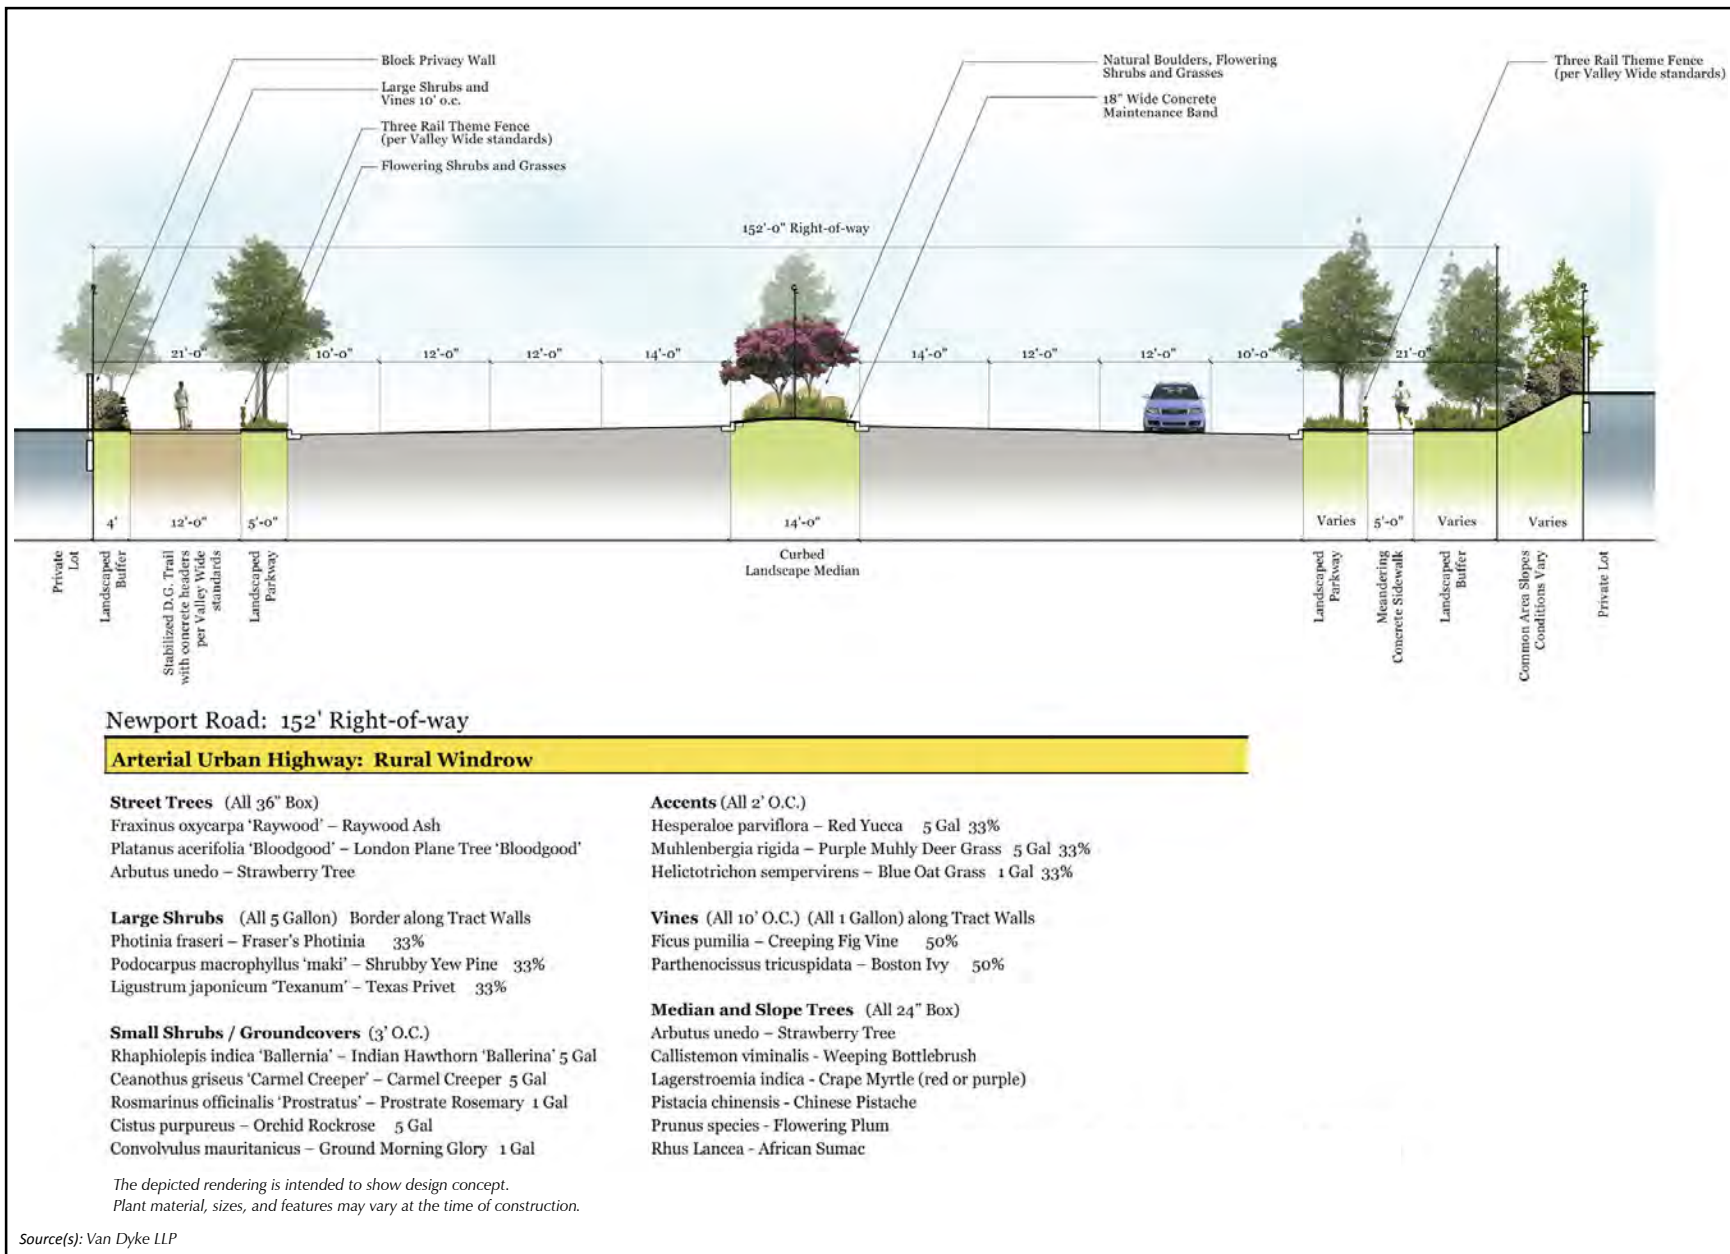 Block Privacy Wall
Large Shrubs and
Vines 10' o.c.
Three Rail Theme Fence
(per Valley Wide standards)
Flowering Shrubs and Grasses
Natural Boulders, Flowering
Shrubs and Grasses
18" Wide Concrete
Maintenance Band
Three Rail Theme Fence
(per Valley Wide standards)
152'-0" Right-of-way
21'-0"
10'-0"
12'-0"
12'-0"
14'-0"
14'-0"
12'-0"
12'-0"
10'-0
21'-0
4'
12'-0"
5'-0"
14'-0"
Varies
5'-0"
Varies
Varies
Private
Lot
Landscaped
Buffer
Stabilized D.G. Trail
with concrete headers
per Valley Wide
standards
Landscaped
Parkway
Curbed
Landscape Median
Landscaped
Parkway
Meandering
Concrete Sidewalk
Landscaped
Buffer
Common Area Slopes
Conditions Vary
Private Lot
Newport Road: 152' Right-of-way
Arterial Urban Highway: Rural Windrow
Street Trees (All 36" Box)
Fraxinus oxycarpa 'Raywood' – Raywood Ash
Platanus acerifolia 'Bloodgood' – London Plane Tree 'Bloodgood'
Arbutus unedo – Strawberry Tree
Large Shrubs (All 5 Gallon) Border along Tract Walls
Photinia fraseri – Fraser's Photinia 33%
Podocarpus macrophyllus 'maki' – Shrubby Yew Pine 33%
Ligustrum japonicum 'Texanum' – Texas Privet 33%
Small Shrubs / Groundcovers (3' O.C.)
Rhaphiolepis indica 'Ballernia' – Indian Hawthorn 'Ballerina' 5 Gal
Ceanothus griseus 'Carmel Creeper' – Carmel Creeper 5 Gal
Rosmarinus officinalis 'Prostratus' – Prostrate Rosemary 1 Gal
Cistus purpureus – Orchid Rockrose 5 Gal
Convolvulus mauritanicus – Ground Morning Glory 1 Gal
Accents (All 2' O.C.)
Hesperaloe parviflora – Red Yucca 5 Gal 33%
Muhlenbergia rigida – Purple Muhly Deer Grass 5 Gal 33%
Helictotrichon sempervirens – Blue Oat Grass 1 Gal 33%
Vines (All 10' O.C.) (All 1 Gallon) along Tract Walls
Ficus pumilia – Creeping Fig Vine 50%
Parthenocissus tricuspidata – Boston Ivy 50%
Median and Slope Trees (All 24" Box)
Arbutus unedo – Strawberry Tree
Callistemon viminalis - Weeping Bottlebrush
Lagerstroemia indica - Crape Myrtle (red or purple)
Pistacia chinensis - Chinese Pistache
Prunus species - Flowering Plum
Rhus Lancea - African Sumac
The depicted rendering is intended to show design concept.
Plant material, sizes, and features may vary at the time of construction.
Source(s): Van Dyke LLP